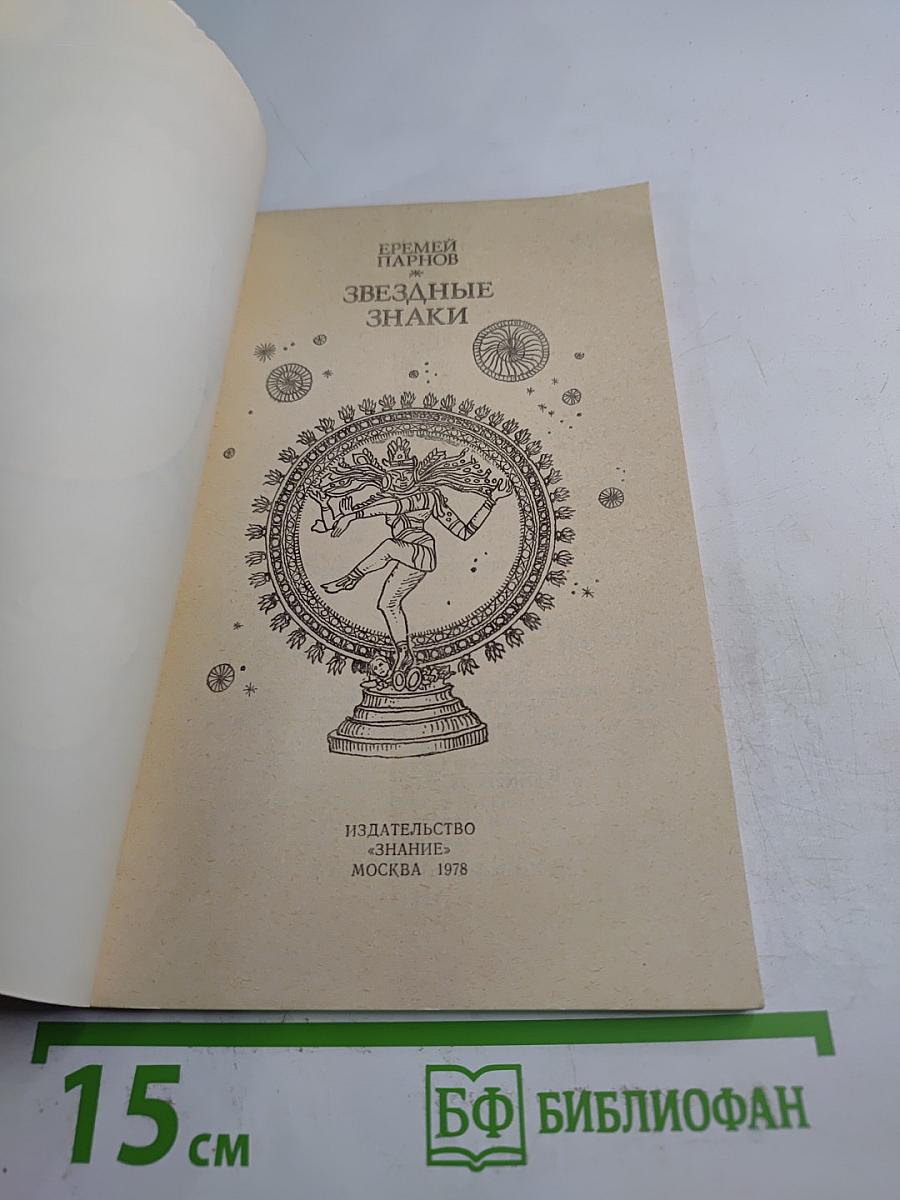 ЕРЕМЕЙ
ПАРНОВ
ЗВЕЗДНЫЕ
ЗНАКИ
ИЗДАТЕЛЬСТВО
«ЗНАНИЕ»
МОСКВА 1978
15 см
БФ БИБЛИОФАН